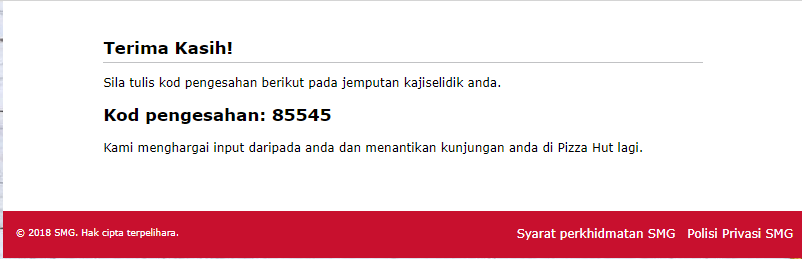 Terima Kasih!
Sila tulis kod pengesahan berikut pada jemputan kajiselidik anda.
Kod pengesahan: 85545
Kami menghargai input daripada anda dan menantikan kunjungan anda di Pizza Hut lagi.
© 2018 SMG. Hak cipta terpelihara. Syarat perkhidmatan SMG Polisi Privasi SMG